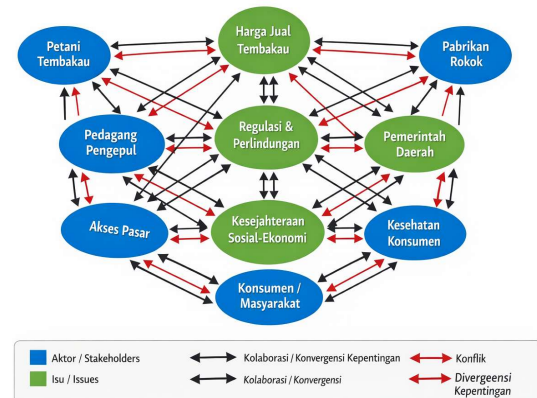 Harga Jual
Tembakau
Petani
Tembakau
Pabrikan
Rokok
Pedagang
Pengepul
Regulasi &
Perlindungan
Pemerintah
Daerah
Akses Pasar
Kesejahteraan
Sosial-Ekonomi
Kesehatan
Konsumen
Konsumen /
Masyarakat
Aktor / Stakeholders
Kolaborasi / Konvergensi Kepentingan
Konflik
Isu / Issues
Kolaborasi / Konvergensi
Divergeensi
Kepentingan